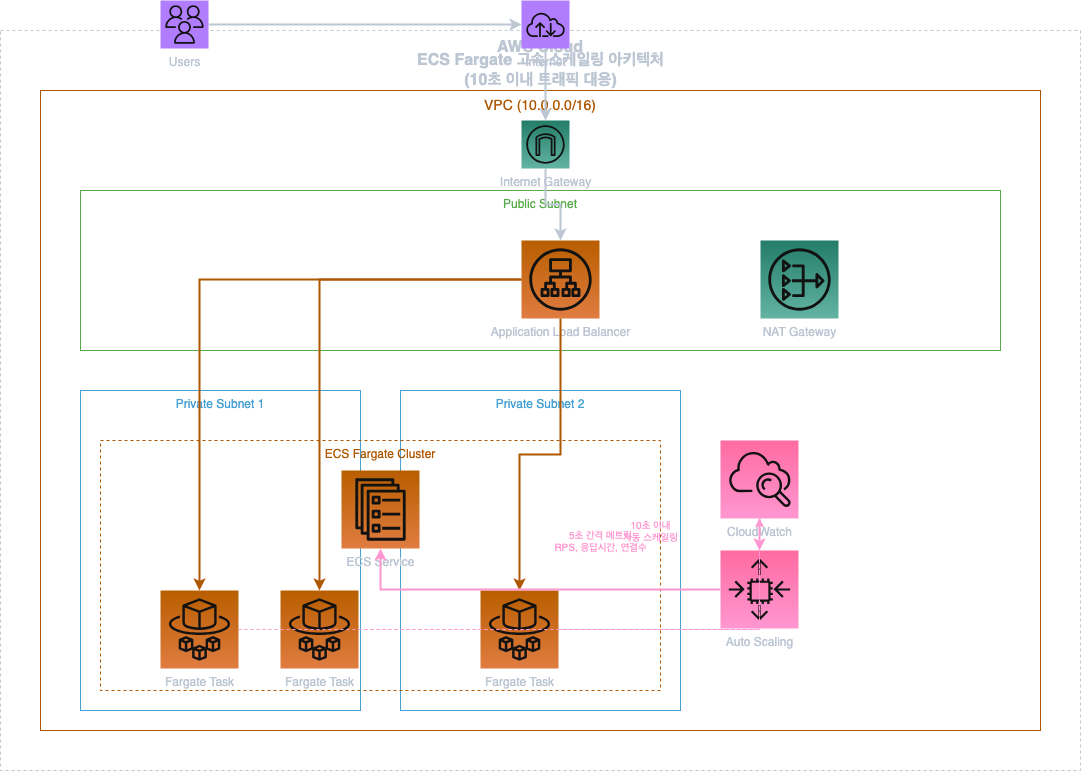 Users
AWS Cloud
Internet
ECS Fargate 고속 스케일링 아키텍처
(10초 이내 트래픽 대응)
VPC (10.0.0.0/16)
Internet Gateway
Public Subnet
Application Load Balancer
NAT Gateway
Private Subnet 1
Private Subnet 2
ECS Fargate Cluster
ECS Service
10초 이내
자동 스케일링
5초 간격 메트릭
RPS, 응답시간, 연결수
CloudWatch
Auto Scaling
Fargate Task
Fargate Task
Fargate Task